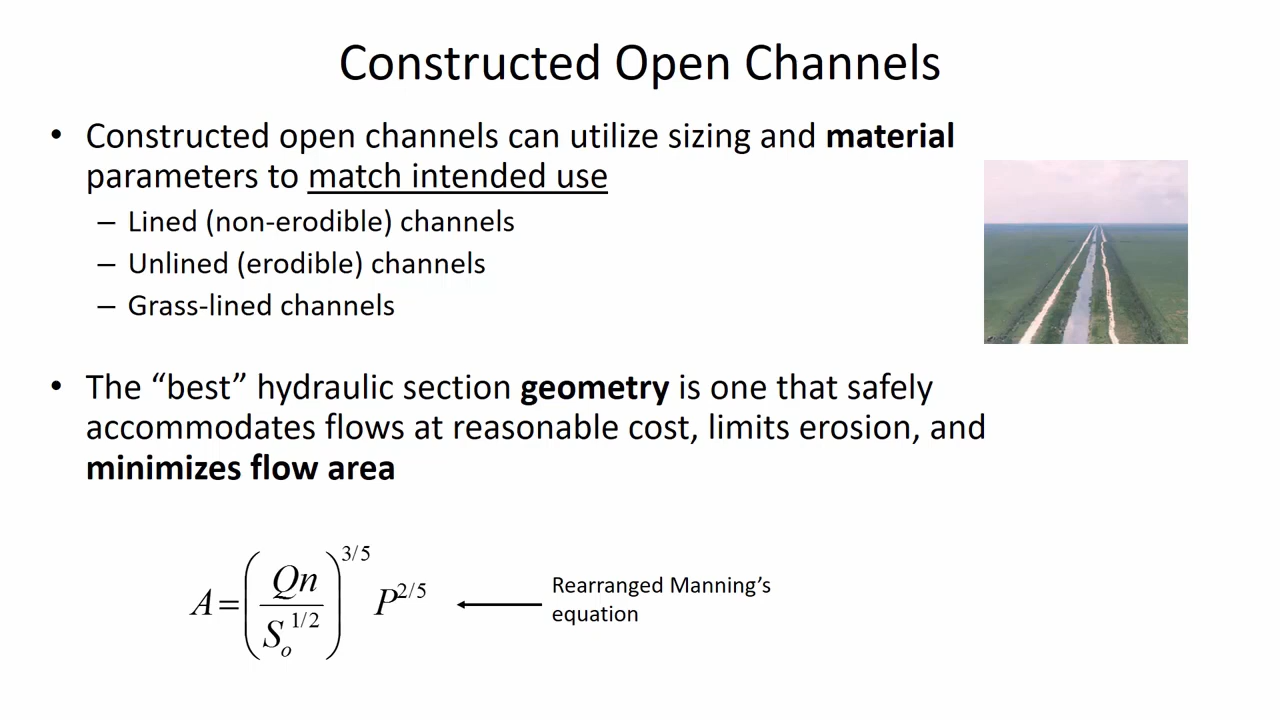 Constructed Open Channels
• Constructed open channels can utilize sizing and material
parameters to match intended use
– Lined (non-erodible) channels
– Unlined (erodible) channels
– Grass-lined channels
• The “best” hydraulic section geometry is one that safely
accommodates flows at reasonable cost, limits erosion, and
minimizes flow area
A = (Qn / S_o^{1/2})^{3/5} P^{2/5}
Rearranged Manning’s
equation